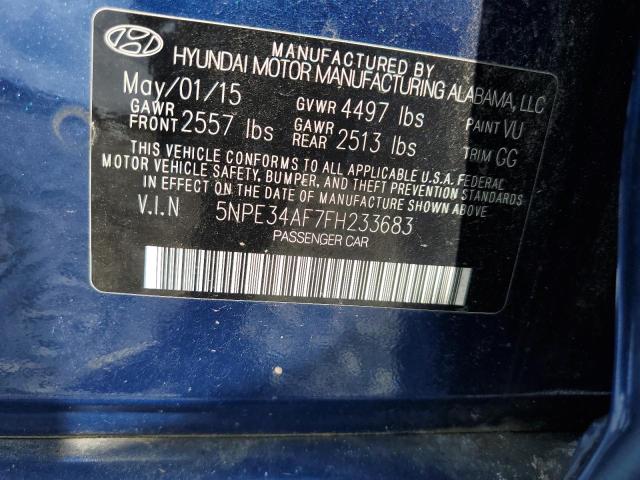 MANUFACTURED BY
HYUNDAI MOTOR MANUFACTURING ALABAMA, LLC
May/01/15 GVWR 4497 lbs PAINT VU
GAWR FRONT 2557 lbs GAWR REAR 2513 lbs TRIM GG
THIS VEHICLE CONFORMS TO ALL APPLICABLE U.S.A. FEDERAL
MOTOR VEHICLE SAFETY, BUMPER, AND THEFT PREVENTION STANDARDS
IN EFFECT ON THE DATE OF MANUFACTURE SHOWN ABOVE.
V.I.N 5NPE34AF7FH233683
PASSENGER CAR